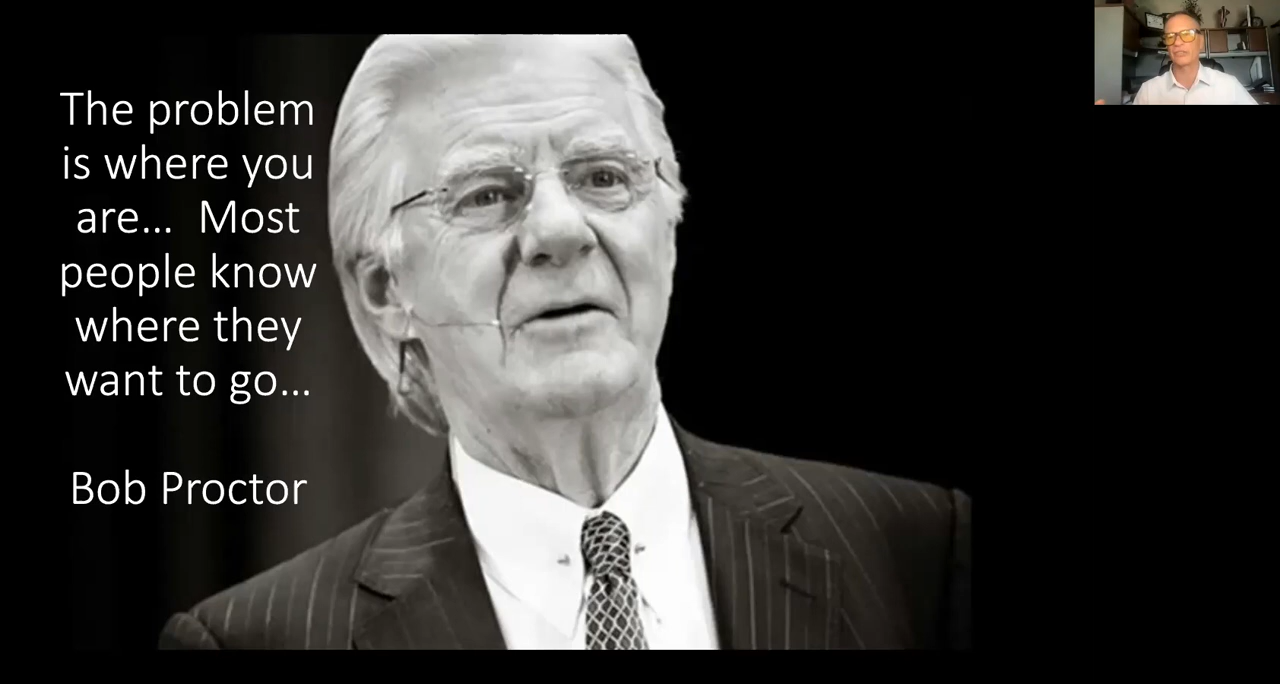 The problem
is where you
are... Most
people know
where they
want to go...
Bob Proctor